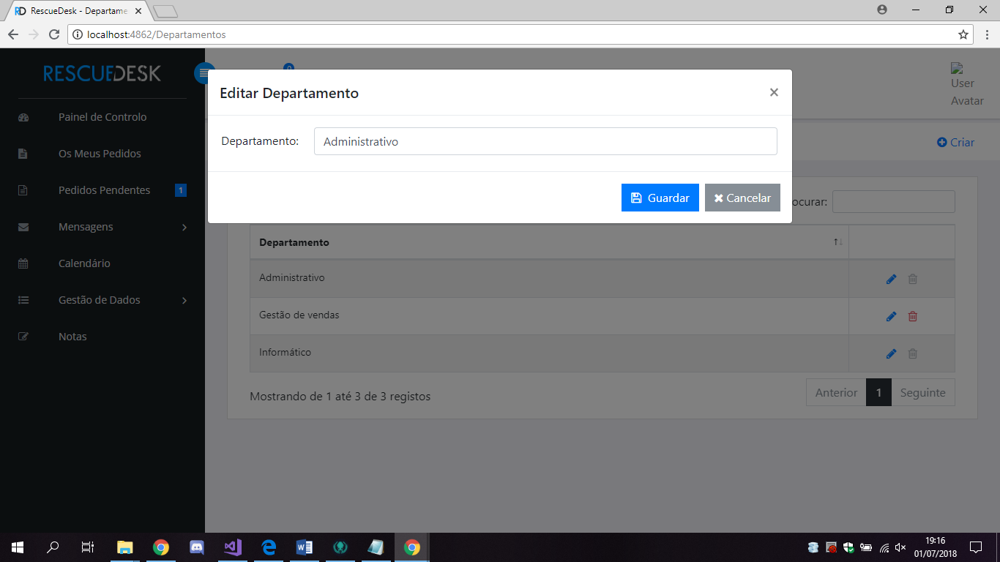 RD RescueDesk - Departame
localhost:4862/Departamentos
RESCUEDESK
0
User
Avatar
Editar Departamento
Departamento: Administrativo
Guardar Cancelar
Painel de Controlo
Os Meus Pedidos
Pedidos Pendentes 1
Mensagens
Calendário
Gestão de Dados
Notas
Criar
ocurar:
Departamento
Administrativo
Gestão de vendas
Informático
Mostrando de 1 até 3 de 3 registos
Anterior 1 Seguinte
19:16
01/07/2018